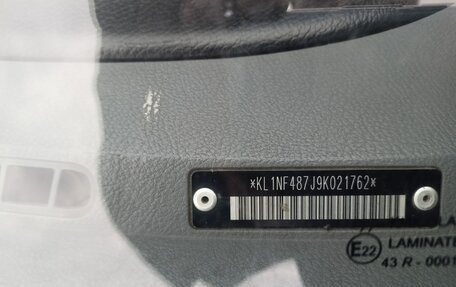 *KL1NF487J9K021762*
E22
LAMINATE
43 R - 0001